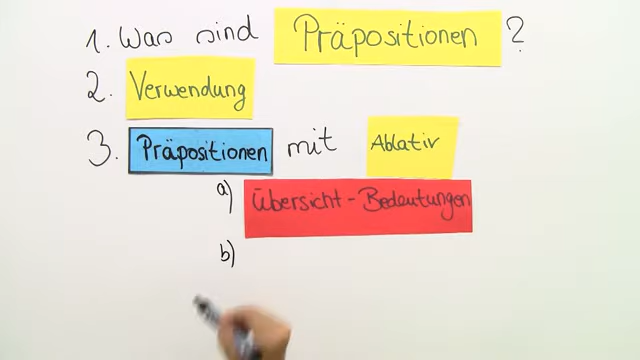 1. Was sind Präpositionen ?
2. Verwendung
3. Präpositionen mit Ablativ
a) Übersicht - Bedeutungen
b)